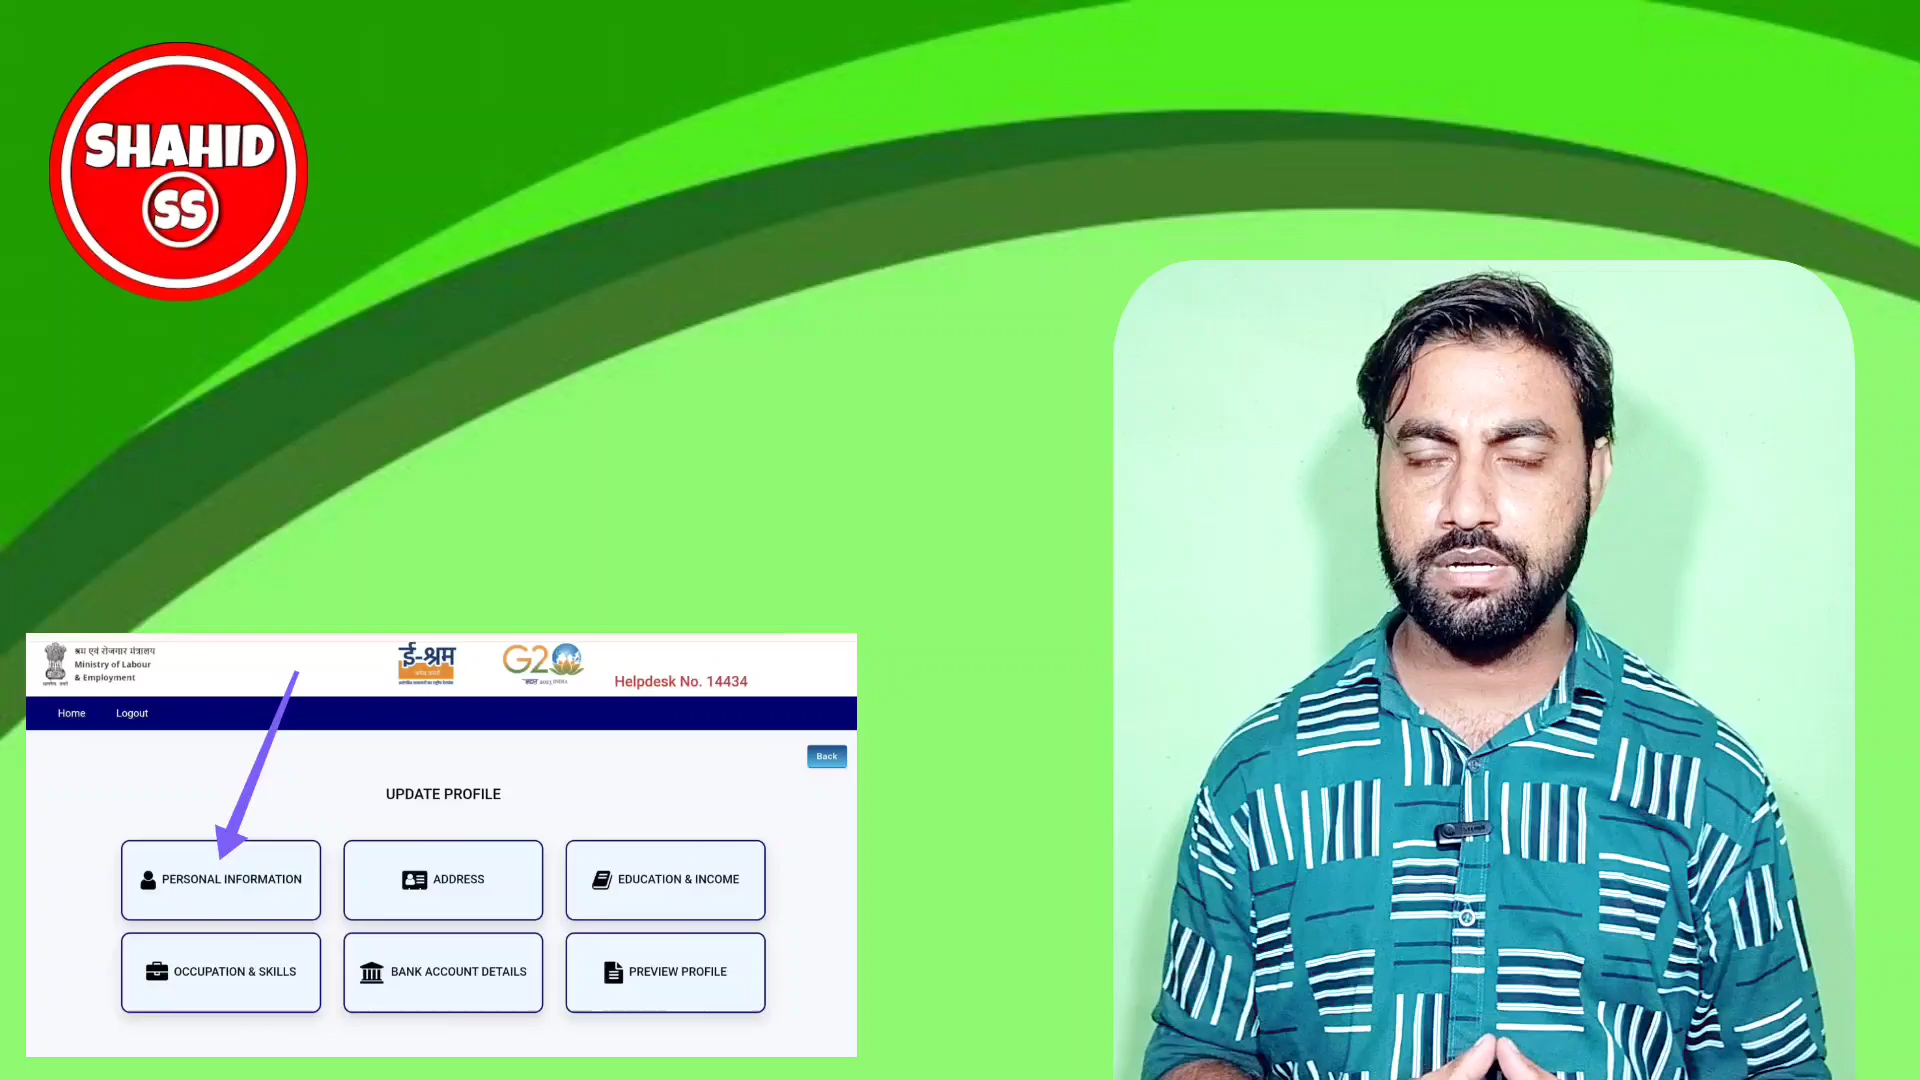 SHAHID
SS
श्रम एवं रोजगार मंत्रालय
Ministry of Labour
& Employment
ई-श्रम
G20
Helpdesk No. 14434
Home
Logout
Back
UPDATE PROFILE
PERSONAL INFORMATION
ADDRESS
EDUCATION & INCOME
OCCUPATION & SKILLS
BANK ACCOUNT DETAILS
PREVIEW PROFILE